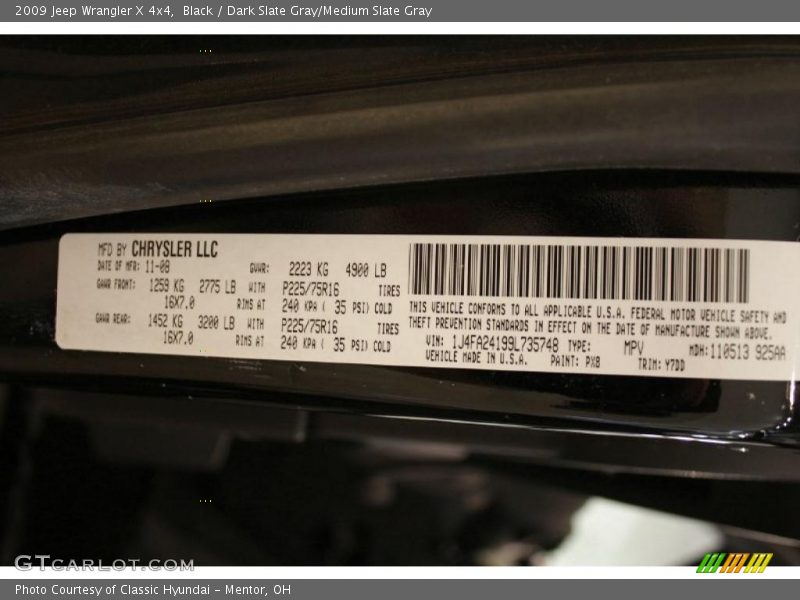 2009 Jeep Wrangler X 4x4,  Black / Dark Slate Gray/Medium Slate Gray
MFD BY CHRYSLER LLC
DATE OF MFR: 11-08 GVWR: 2223 KG 4900 LB
GAWR FRONT: 1259 KG 2775 LB WITH P225/75R16 TIRES
16X7.0 RIMS AT 240 KPA ( 35 PSI) COLD
GAWR REAR: 1452 KG 3200 LB WITH P225/75R16 TIRES
16X7.0 RIMS AT 240 KPA ( 35 PSI) COLD
THIS VEHICLE CONFORMS TO ALL APPLICABLE U.S.A. FEDERAL MOTOR VEHICLE SAFETY AND
THEFT PREVENTION STANDARDS IN EFFECT ON THE DATE OF MANUFACTURE SHOWN ABOVE.
VIN: 1J4FA24199L735748 TYPE: MPV MDH:110513 925AA
VEHICLE MADE IN U.S.A. PAINT: PX8 TRIM: Y7DD
GTCARLOT.COM
Photo Courtesy of Classic Hyundai - Mentor, OH